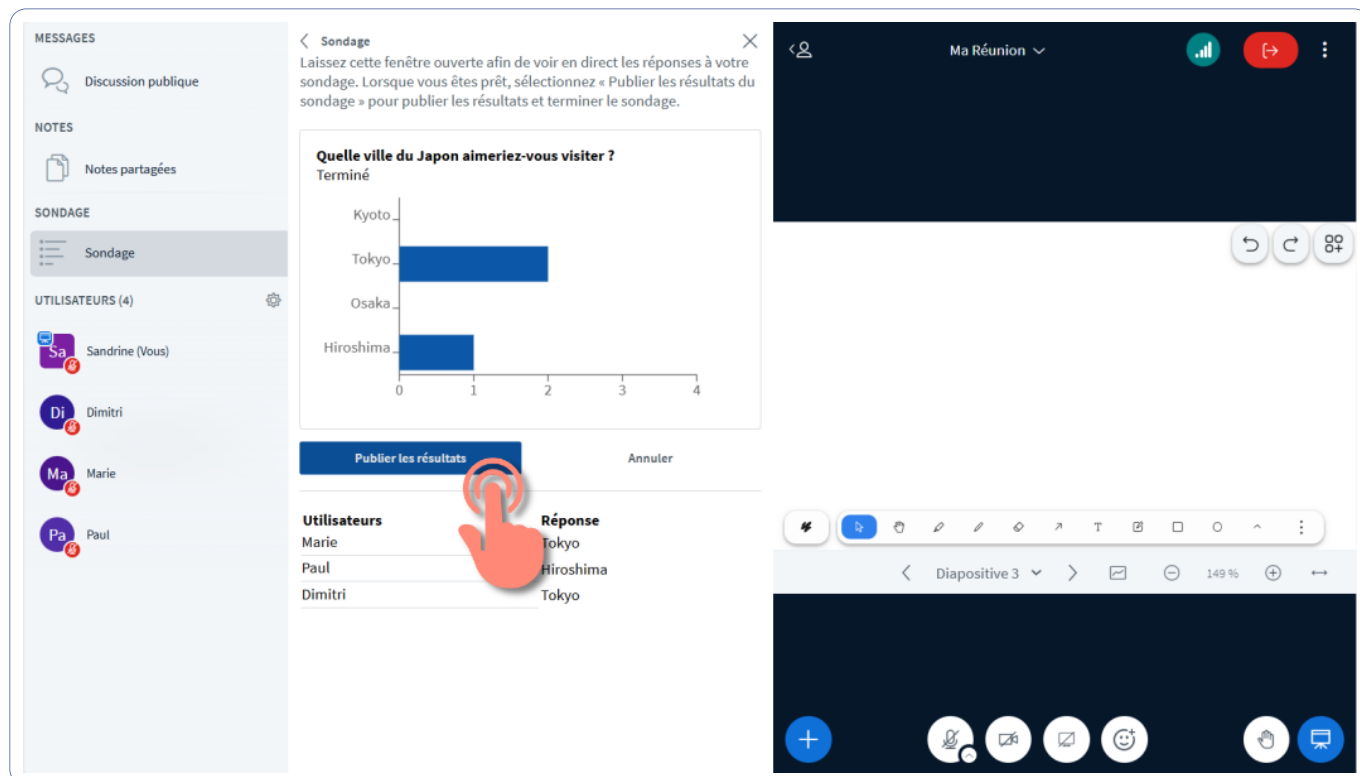 MESSAGES
Discussion publique
NOTES
Notes partagées
SONDAGE
Sondage
UTILISATEURS (4)
Sa
Sandrine (Vous)
Di
Dimitri
Ma
Marie
Pa
Paul
Sondage
Laissez cette fenêtre ouverte afin de voir en direct les réponses à votre
sondage. Lorsque vous êtes prêt, sélectionnez « Publier les résultats du
sondage » pour publier les résultats et terminer le sondage.
Quelle ville du Japon aimeriez-vous visiter ?
Terminé
Kyoto
Tokyo
Osaka
Hiroshima
0 1 2 3 4
Publier les résultats
Annuler
Utilisateurs Réponse
Marie Tokyo
Paul Hiroshima
Dimitri Tokyo
Ma Réunion
T
Diapositive 3
149 %